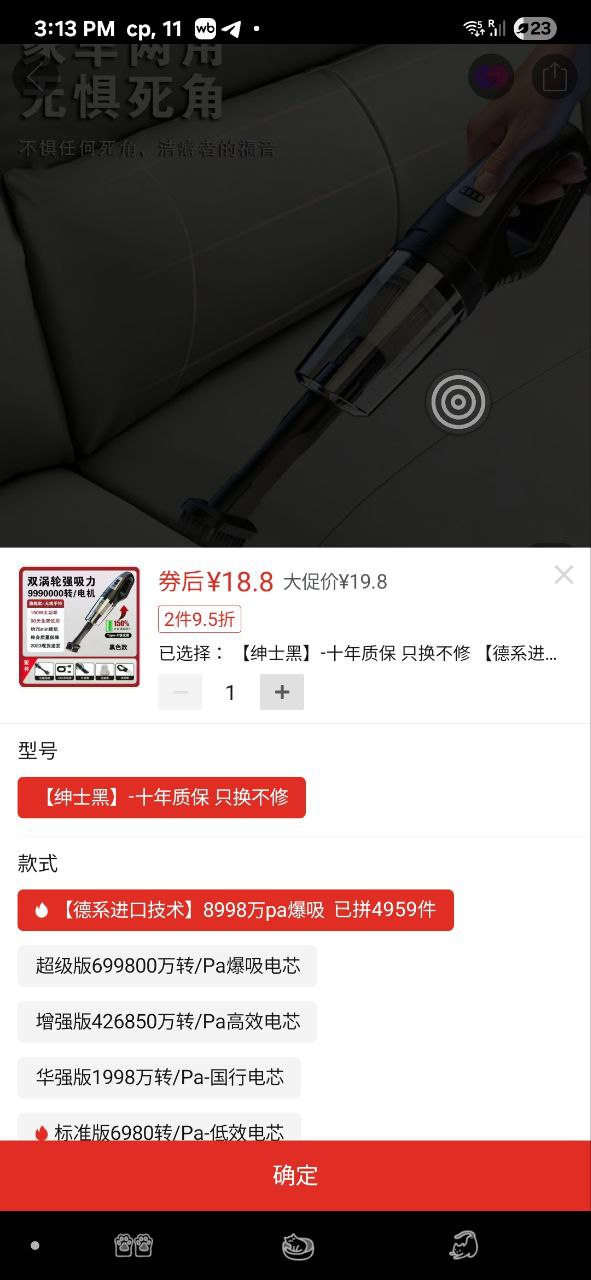 3:13 PM ср, 11 wb
R
23
家车两用
无惧死角
不惧任何死角，洁癖者的福音
双涡轮强吸力
9990000转/电机
150%
黑色款
券后¥18.8 大促价¥19.8
2件9.5折
已选择： 【绅士黑】-十年质保 只换不修 【德系进...
1
型号
【绅士黑】-十年质保 只换不修
款式
【德系进口技术】8998万pa爆吸 已拼4959件
超级版699800万转/Pa爆吸电芯
增强版426850万转/Pa高效电芯
华强版1998万转/Pa-国行电芯
标准版6980转/Pa-低效电芯
确定